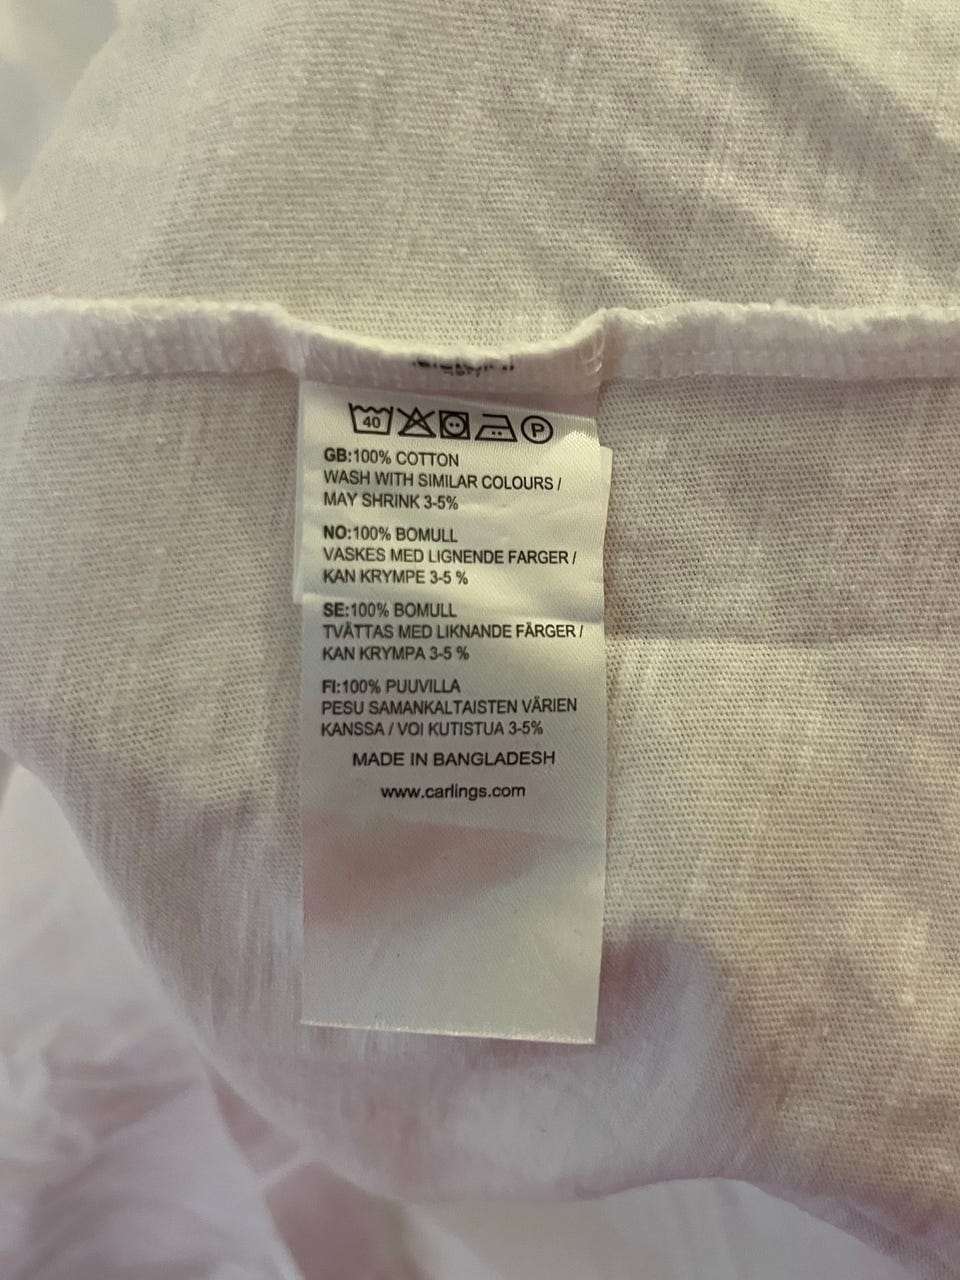 40 P
GB:100% COTTON
WASH WITH SIMILAR COLOURS /
MAY SHRINK 3-5%
NO:100% BOMULL
VASKES MED LIGNENDE FARGER /
KAN KRYMPE 3-5 %
SE:100% BOMULL
TVÄTTAS MED LIKNANDE FÄRGER /
KAN KRYMPA 3-5 %
FI:100% PUUVILLA
PESU SAMANKALTAISTEN VÄRIEN
KANSSA / VOI KUTISTUA 3-5%
MADE IN BANGLADESH
www.carlings.com